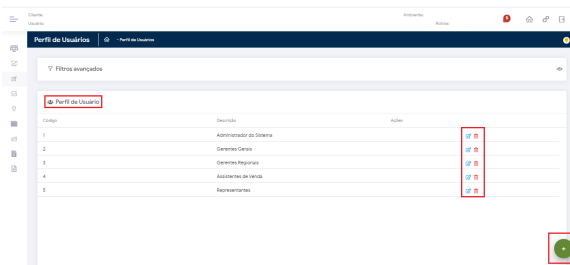 Cliente:
Ambiente:
Usuário:
Rotina:
Perfil de Usuários
Perfil de Usuários
Filtros avançados
Perfil de Usuário
Código Descrição Ações
1 Administrador do Sistema
2 Gerentes Gerais
3 Gerentes Regionais
4 Assistentes de Venda
5 Representantes